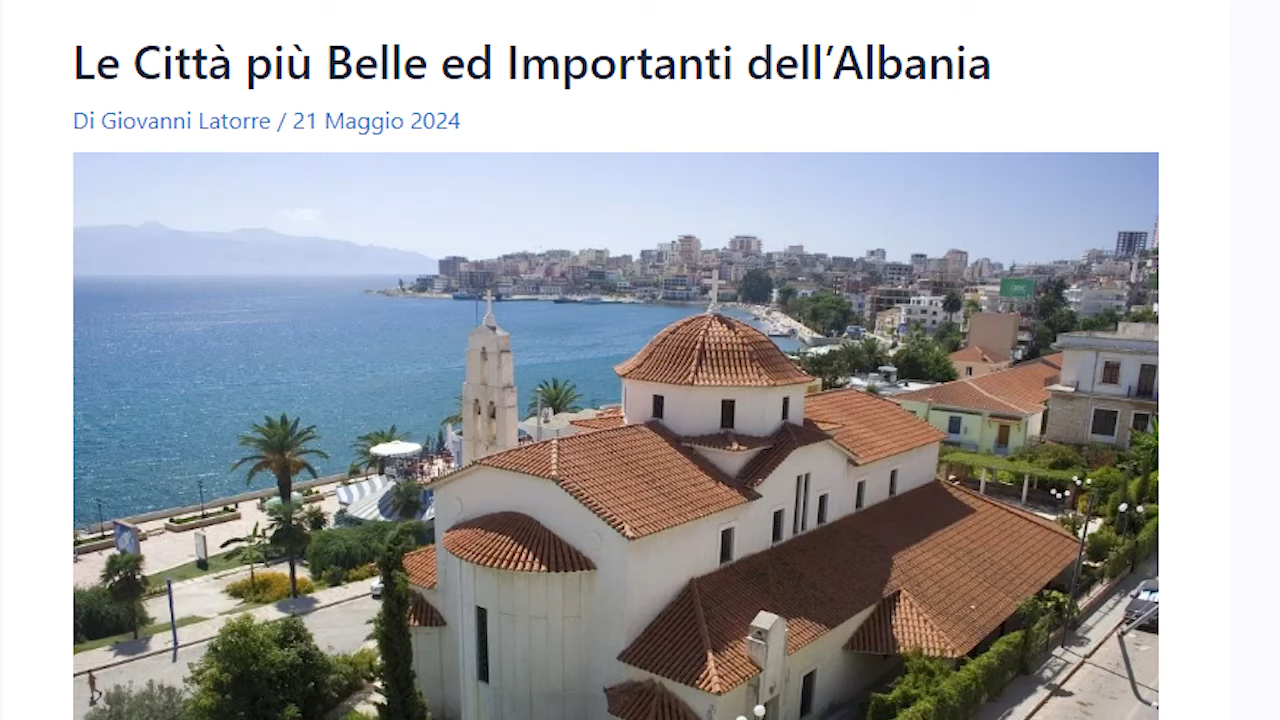 Le Città più Belle ed Importanti dell’Albania
Di Giovanni Latorre / 21 Maggio 2024